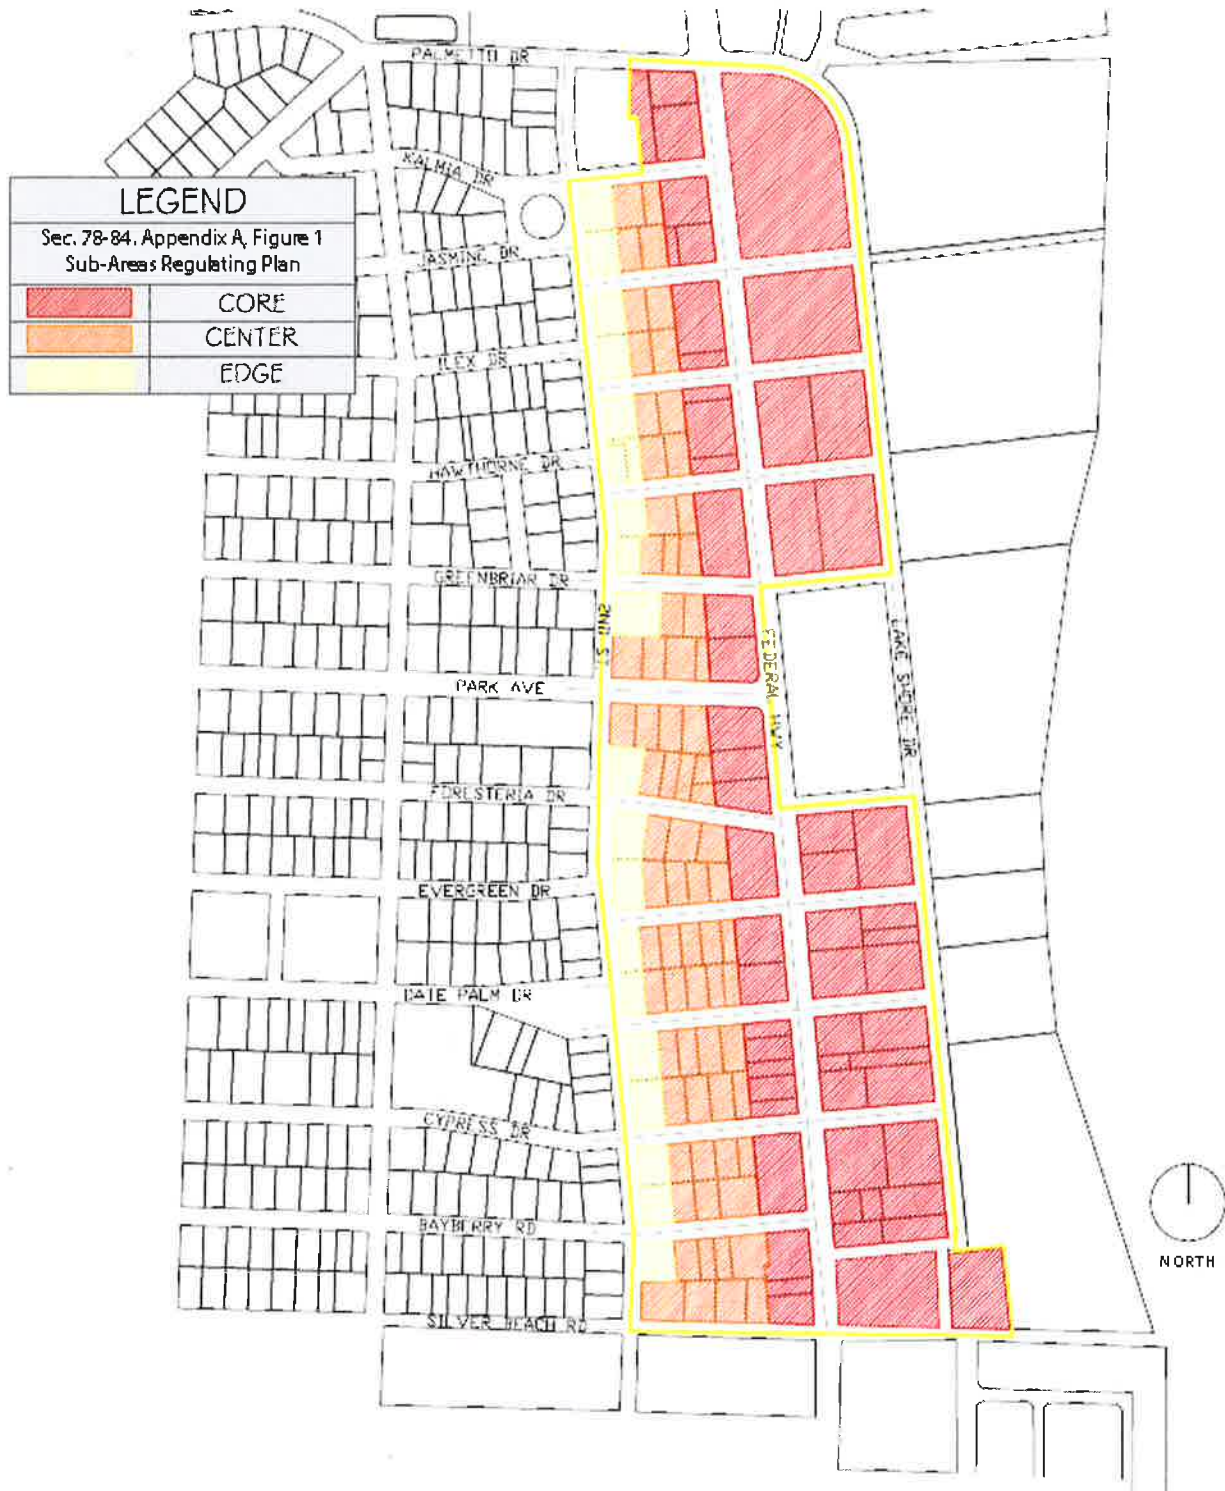 PALMETTO DR
KALMIA DR
LEGEND
Sec. 78-84. Appendix A, Figure 1
Sub-Areas Regulating Plan
CORE
CENTER
EDGE
JASMINE DR
ILEX DR
HAWTHORNE DR
GREENBRIAR DR
2ND ST
FEDERAL HWY
LAKE SHORE DR
PARK AVE
FORESTERIA DR
EVERGREEN DR
DATE PALM DR
CYPRESS DR
BAYBERRY RD
NORTH
SILVER BEACH RD